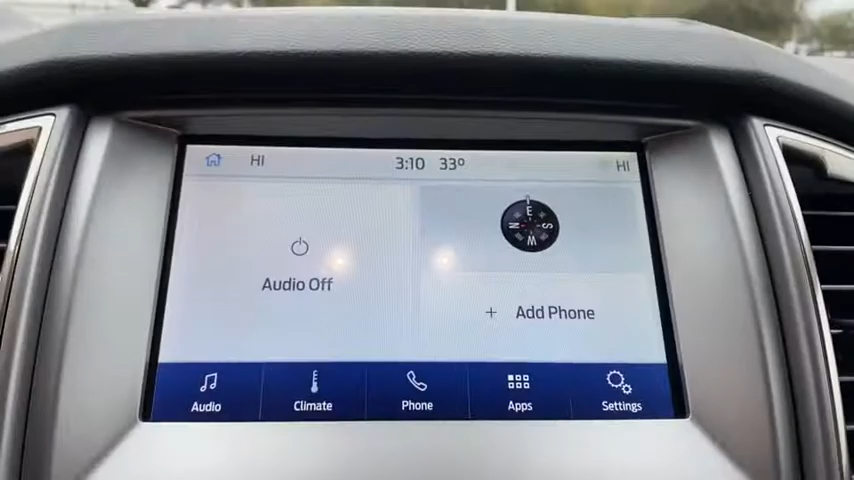 HI 3:10 33° HI
E
N S
W
Audio Off
+ Add Phone
Audio Climate Phone Apps Settings